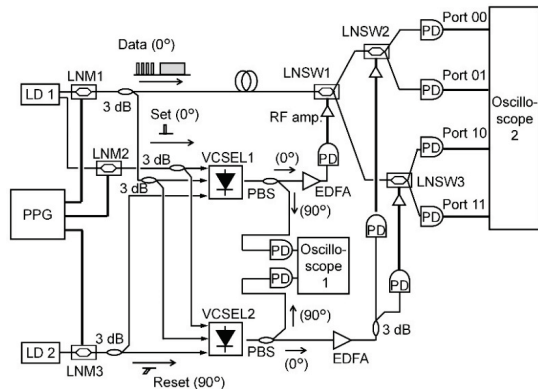 Data (0°)
LNM1
LD 1
3 dB
Set (0°)
LNM2
3 dB
3 dB
VCSEL1
(0°)
PBS
(90°)
EDFA
RF amp.
PD
LNSW1
LNSW2
LNSW3
PD
Port 00
PD
Port 01
PD
Port 10
PD
Port 11
Oscillo-
scope
2
PPG
PD
PD
Oscillo-
scope
1
PD
PD
VCSEL2
(90°)
PBS
(0°)
EDFA
3 dB
LD 2
LNM3
3 dB
Reset (90°)